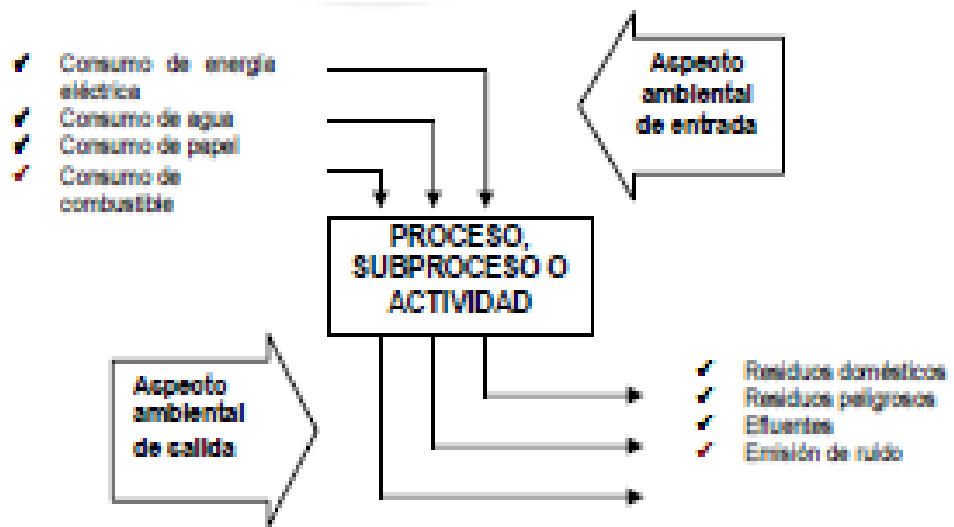 ✓ Consumo de energía
eléctrica
✓ Consumo de agua
✓ Consumo de papel
✓ Consumo de
combustible
Aspecto
ambiental
de entrada
PROCESO,
SUBPROCESO O
ACTIVIDAD
Aspecto
ambiental
de salida
✓ Residuos domésticos
✓ Residuos peligrosos
✓ Efluentes
✓ Emisión de ruido